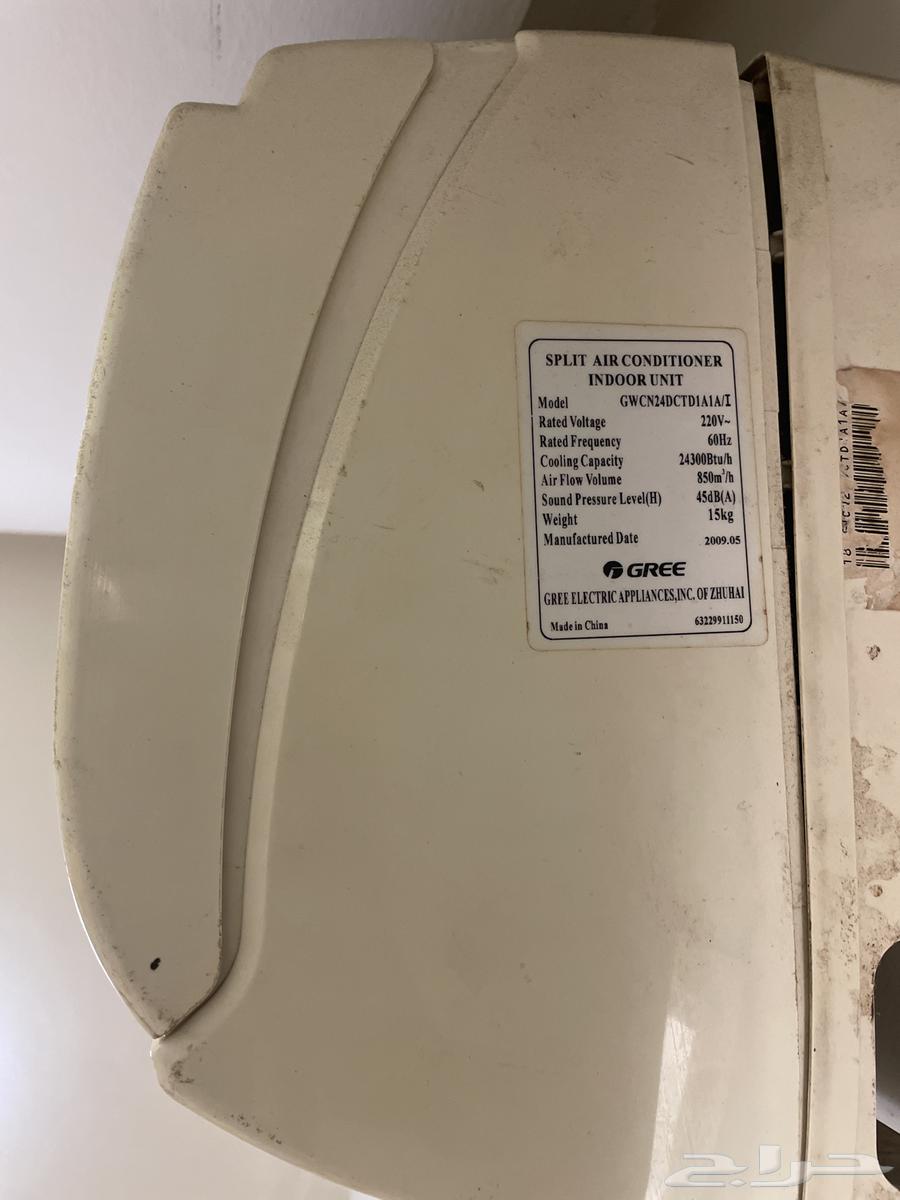 SPLIT AIR CONDITIONER
INDOOR UNIT
Model GWCN24DCTD1A1A/I
Rated Voltage 220V~
Rated Frequency 60Hz
Cooling Capacity 24300Btu/h
Air Flow Volume 850m³/h
Sound Pressure Level(H) 45dB(A)
Weight 15kg
Manufactured Date 2009.05
GREE
GREE ELECTRIC APPLIANCES,INC. OF ZHUHAI
Made in China 63229911150
حراج